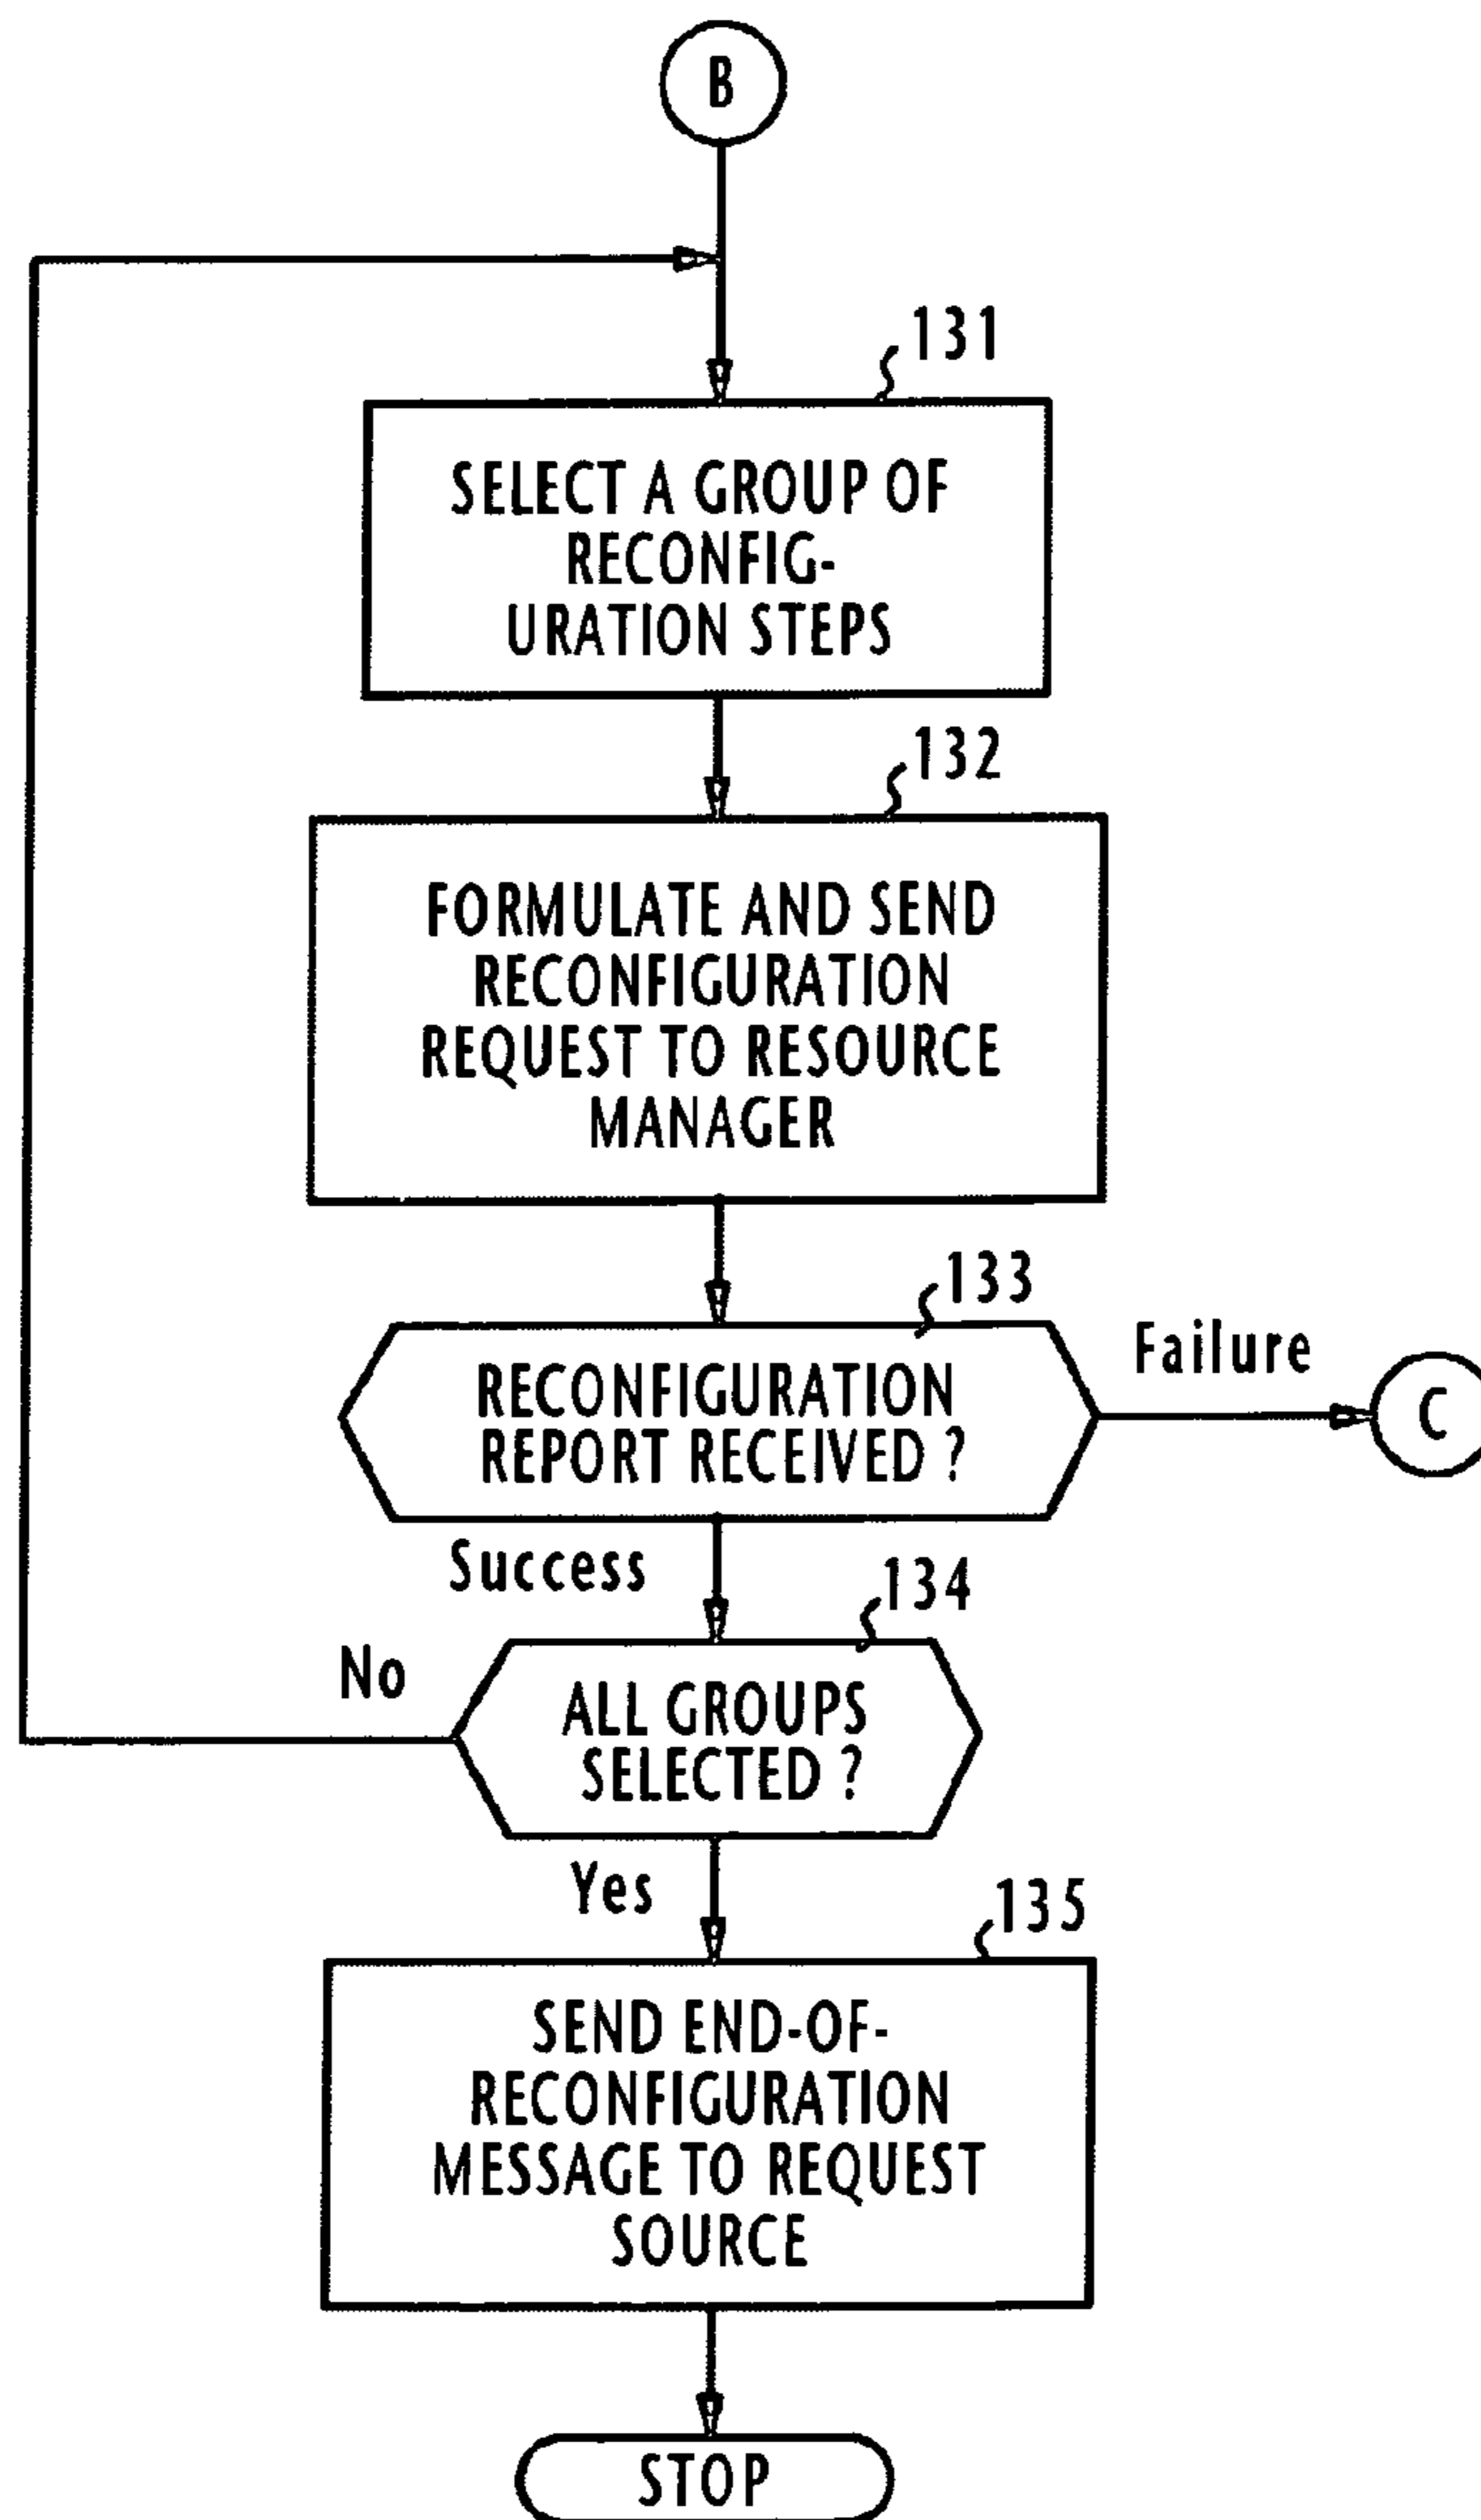 B
131
SELECT A GROUP OF
RECONFIG-
URATION STEPS
132
FORMULATE AND SEND
RECONFIGURATION
REQUEST TO RESOURCE
MANAGER
133
RECONFIGURATION
REPORT RECEIVED ?
Failure
C
Success
134
No
ALL GROUPS
SELECTED ?
Yes
135
SEND END-OF-
RECONFIGURATION
MESSAGE TO REQUEST
SOURCE
STOP